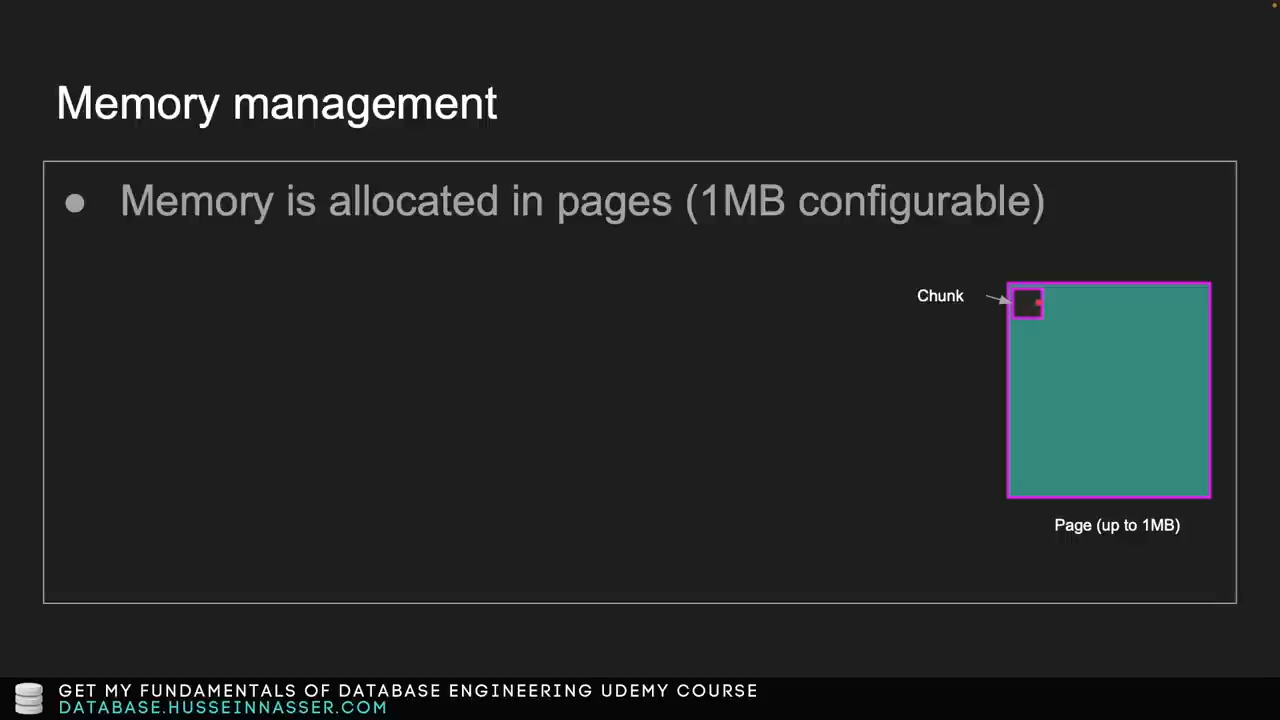 Memory management
● Memory is allocated in pages (1MB configurable)
Chunk
Page (up to 1MB)
GET MY FUNDAMENTALS OF DATABASE ENGINEERING UDEMY COURSE
DATABASE.HUSSEINNASSER.COM